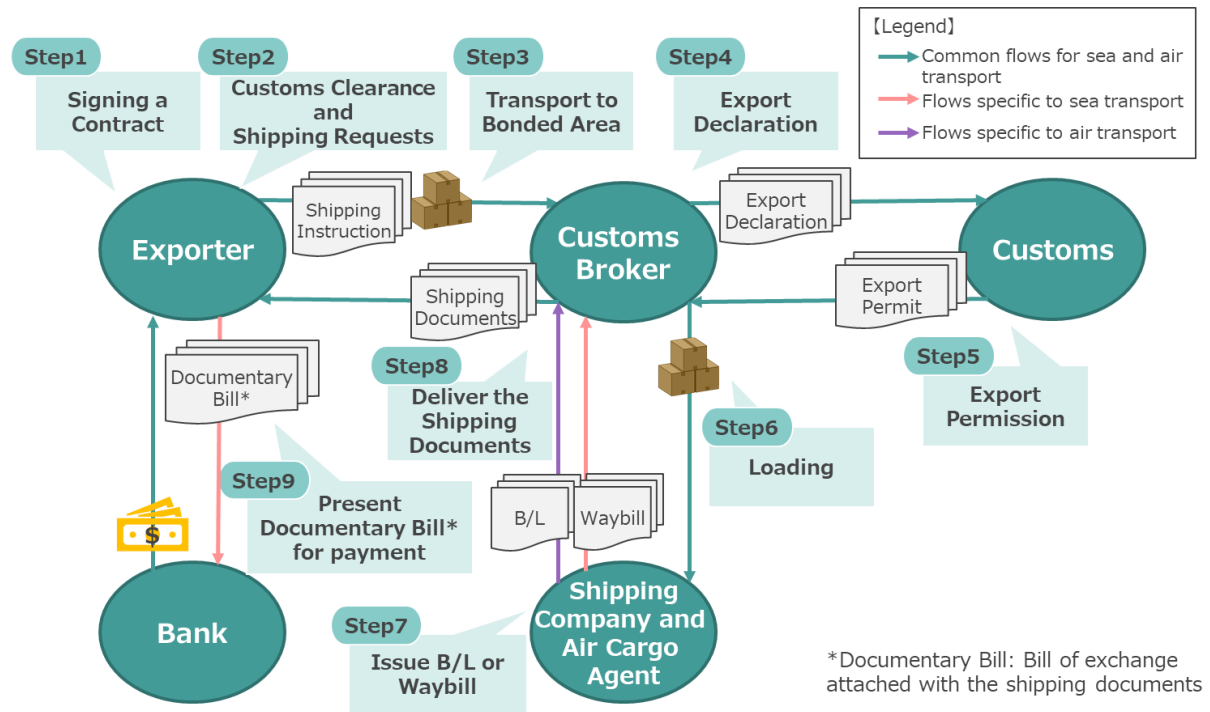 【Legend】
Common flows for sea and air
transport
Flows specific to sea transport
Flows specific to air transport
Step1
Signing a
Contract
Step2
Customs Clearance
and
Shipping Requests
Step3
Transport to
Bonded Area
Step4
Export
Declaration
Exporter
Shipping
Instruction
Customs
Broker
Export
Declaration
Customs
Shipping
Documents
Export
Permit
Step5
Export
Permission
Documentary
Bill*
Step8
Deliver the
Shipping
Documents
Step6
Loading
Step9
Present
Documentary Bill*
for payment
B/L
Waybill
$
Bank
Step7
Issue B/L or
Waybill
Shipping
Company and
Air Cargo
Agent
*Documentary Bill: Bill of exchange
attached with the shipping documents